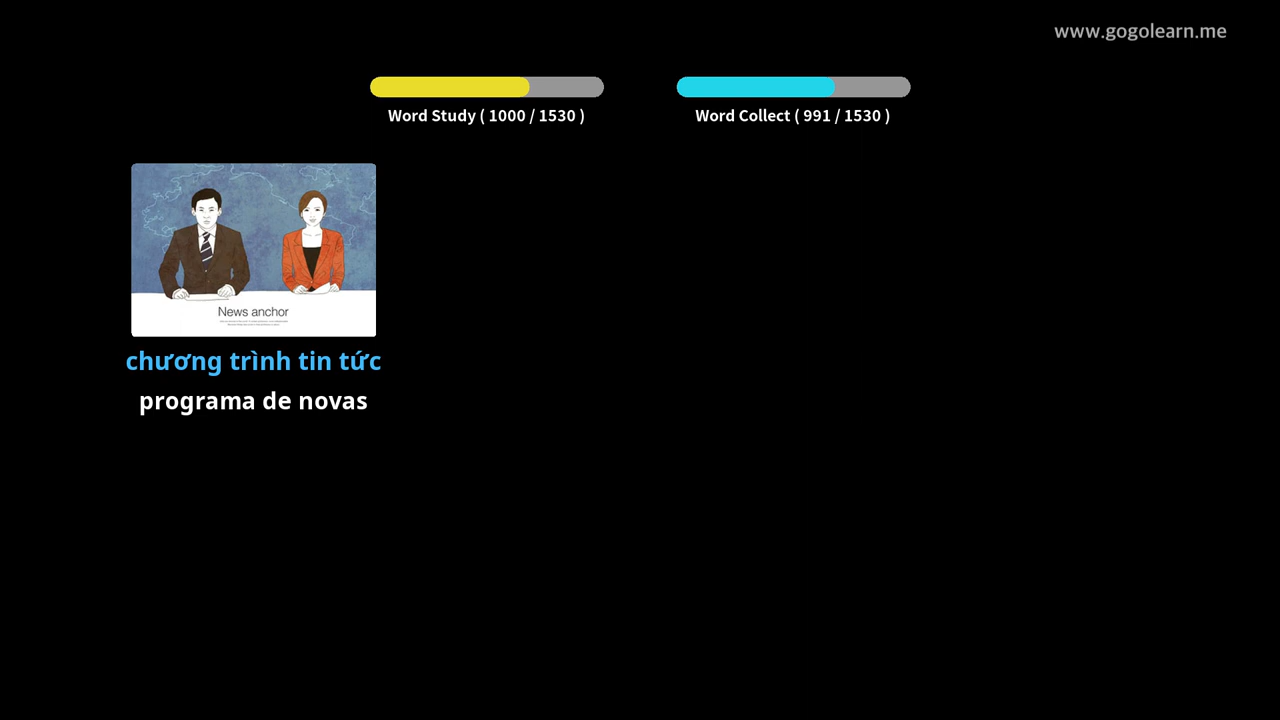 www.gogolearn.me
Word Study ( 1000 / 1530 )
Word Collect ( 991 / 1530 )
News anchor
chương trình tin tức
programa de novas